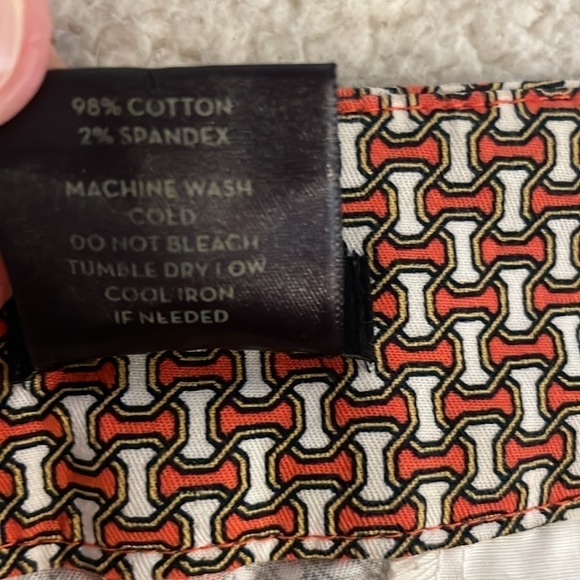 98% COTTON
2% SPANDEX
MACHINE WASH
COLD
DO NOT BLEACH
TUMBLE DRY LOW
COOL IRON
IF NEEDED